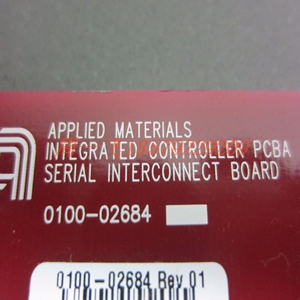 APPLIED MATERIALS
INTEGRATED CONTROLLER PCBA
SERIAL INTERCONNECT BOARD
0100-02684
0100-02684 Rev 01